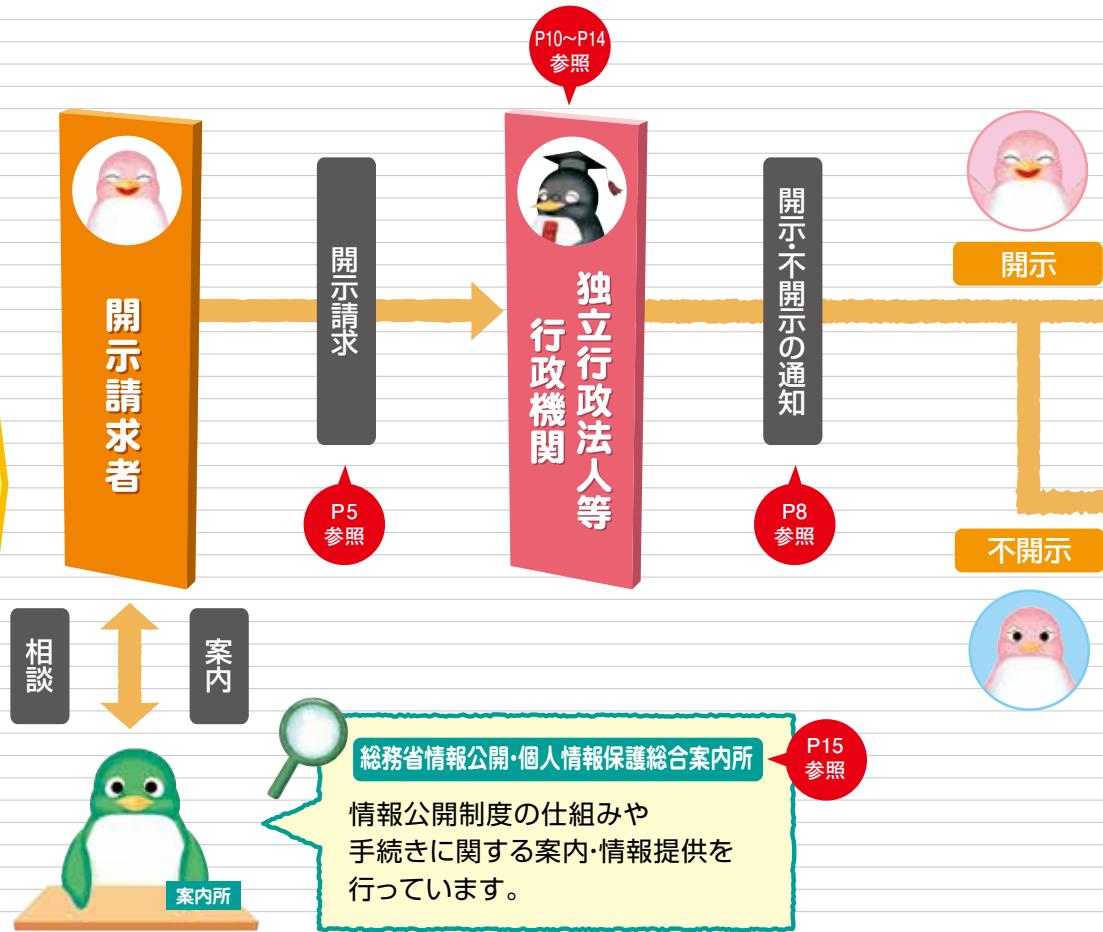 P10～P14
参照
開示請求者
開示請求
P5
参照
独立行政法人等
行政機関
開示・不開示の通知
P8
参照
開示
不開示
相談
案内
案内所
総務省情報公開・個人情報保護総合案内所
P15
参照
情報公開制度の仕組みや
手続きに関する案内・情報提供を
行っています。